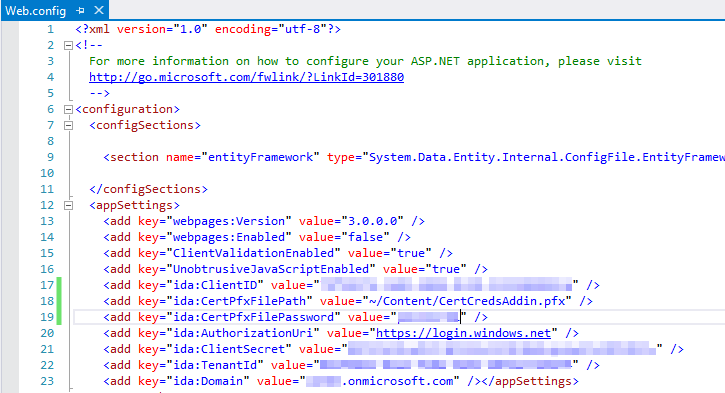 Web.config
1 <?xml version="1.0" encoding="utf-8"?>
2 <!--
3 For more information on how to configure your ASP.NET application, please visit
4 http://go.microsoft.com/fwlink/?LinkId=301880
5 -->
6 <configuration>
7 <configSections>
8
9 <section name="entityFramework" type="System.Data.Entity.Internal.ConfigFile.EntityFramew
10
11 </configSections>
12 <appSettings>
13 <add key="webpages:Version" value="3.0.0.0" />
14 <add key="webpages:Enabled" value="false" />
15 <add key="ClientValidationEnabled" value="true" />
16 <add key="UnobtrusiveJavaScriptEnabled" value="true" />
17 <add key="ida:ClientID" value=" " />
18 <add key="ida:CertPfxFilePath" value="~/Content/CertCredsAddin.pfx" />
19 <add key="ida:CertPfxFilePassword" value=" " />
20 <add key="ida:AuthorizationUri" value="https://login.windows.net" />
21 <add key="ida:ClientSecret" value=" " />
22 <add key="ida:TenantId" value=" " />
23 <add key="ida:Domain" value=" .onmicrosoft.com" /></appSettings>